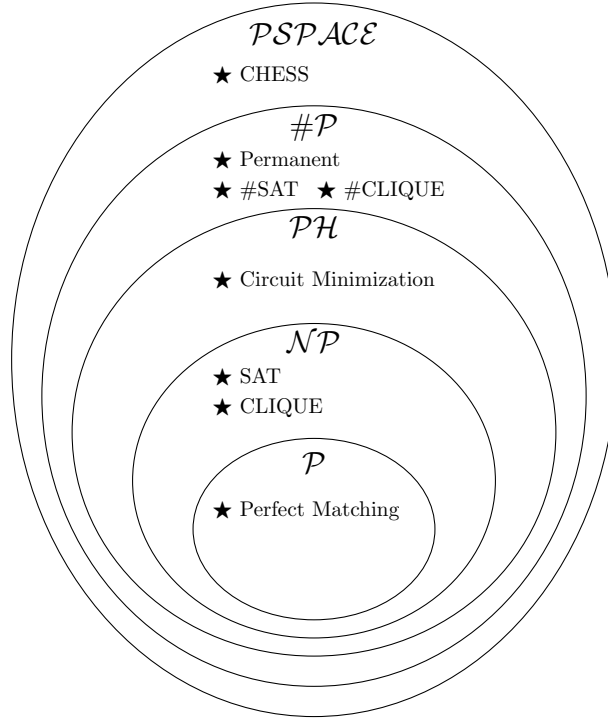 PSPACE
★ CHESS
#P
★ Permanent
★ #SAT ★ #CLIQUE
PH
★ Circuit Minimization
NP
★ SAT
★ CLIQUE
P
★ Perfect Matching